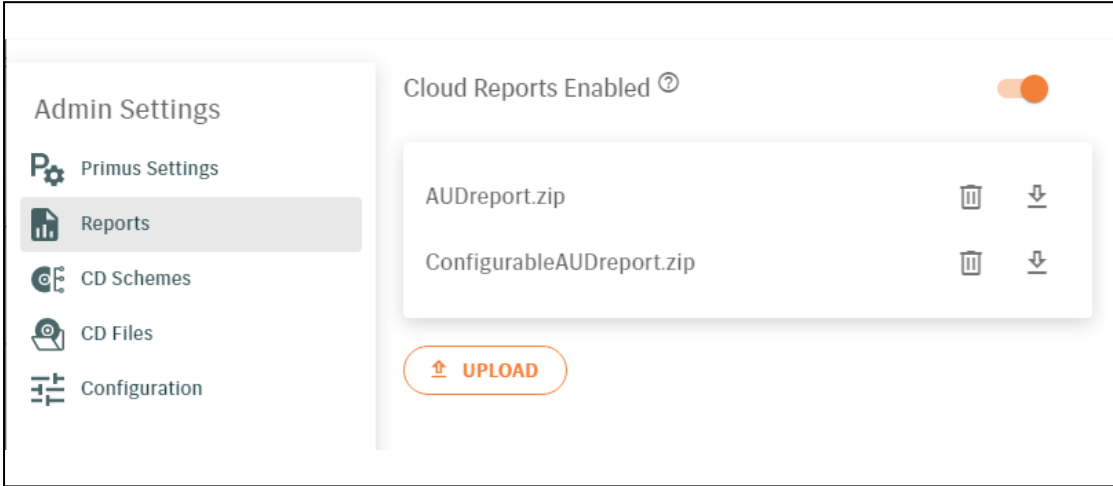 Admin Settings
Primus Settings
Reports
CD Schemes
CD Files
Configuration
Cloud Reports Enabled
AUDreport.zip
ConfigurableAUDreport.zip
UPLOAD